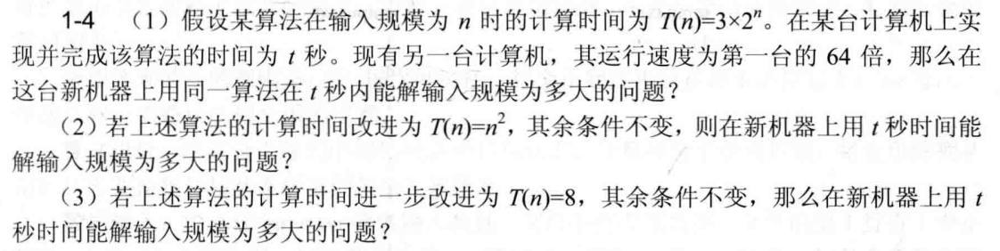 1-4 （1）假设某算法在输入规模为 n 时的计算时间为 T(n)=3×2ⁿ。在某台计算机上实
现并完成该算法的时间为 t 秒。现有另一台计算机，其运行速度为第一台的 64 倍，那么在
这台新机器上用同一算法在 t 秒内能解输入规模为多大的问题？
（2）若上述算法的计算时间改进为 T(n)=n²，其余条件不变，则在新机器上用 t 秒时间能
解输入规模为多大的问题？
（3）若上述算法的计算时间进一步改进为 T(n)=8，其余条件不变，那么在新机器上用 t
秒时间能解输入规模为多大的问题？